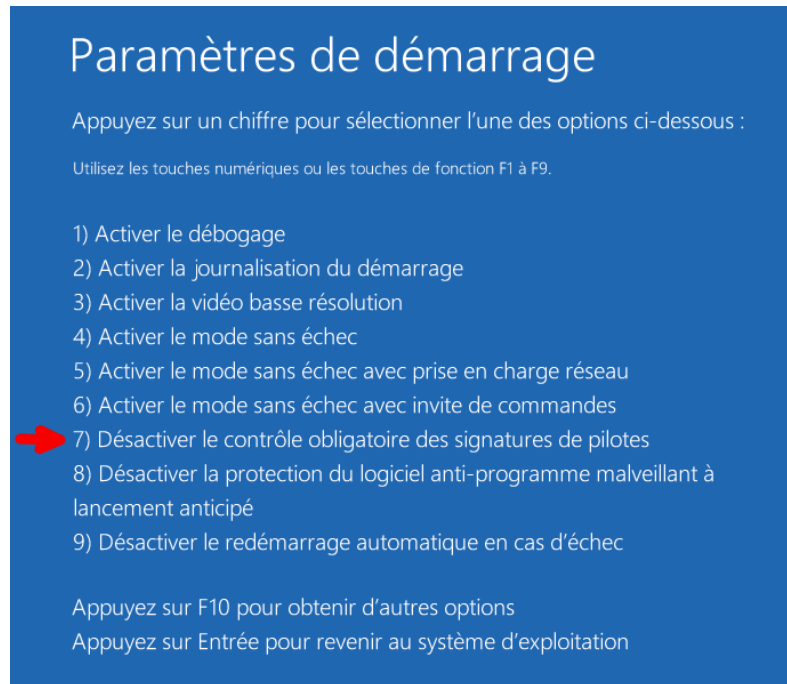 Paramètres de démarrage
Appuyez sur un chiffre pour sélectionner l’une des options ci-dessous :
Utilisez les touches numériques ou les touches de fonction F1 à F9.
1) Activer le débogage
2) Activer la journalisation du démarrage
3) Activer la vidéo basse résolution
4) Activer le mode sans échec
5) Activer le mode sans échec avec prise en charge réseau
6) Activer le mode sans échec avec invite de commandes
7) Désactiver le contrôle obligatoire des signatures de pilotes
8) Désactiver la protection du logiciel anti-programme malveillant à
lancement anticipé
9) Désactiver le redémarrage automatique en cas d’échec
Appuyez sur F10 pour obtenir d’autres options
Appuyez sur Entrée pour revenir au système d’exploitation